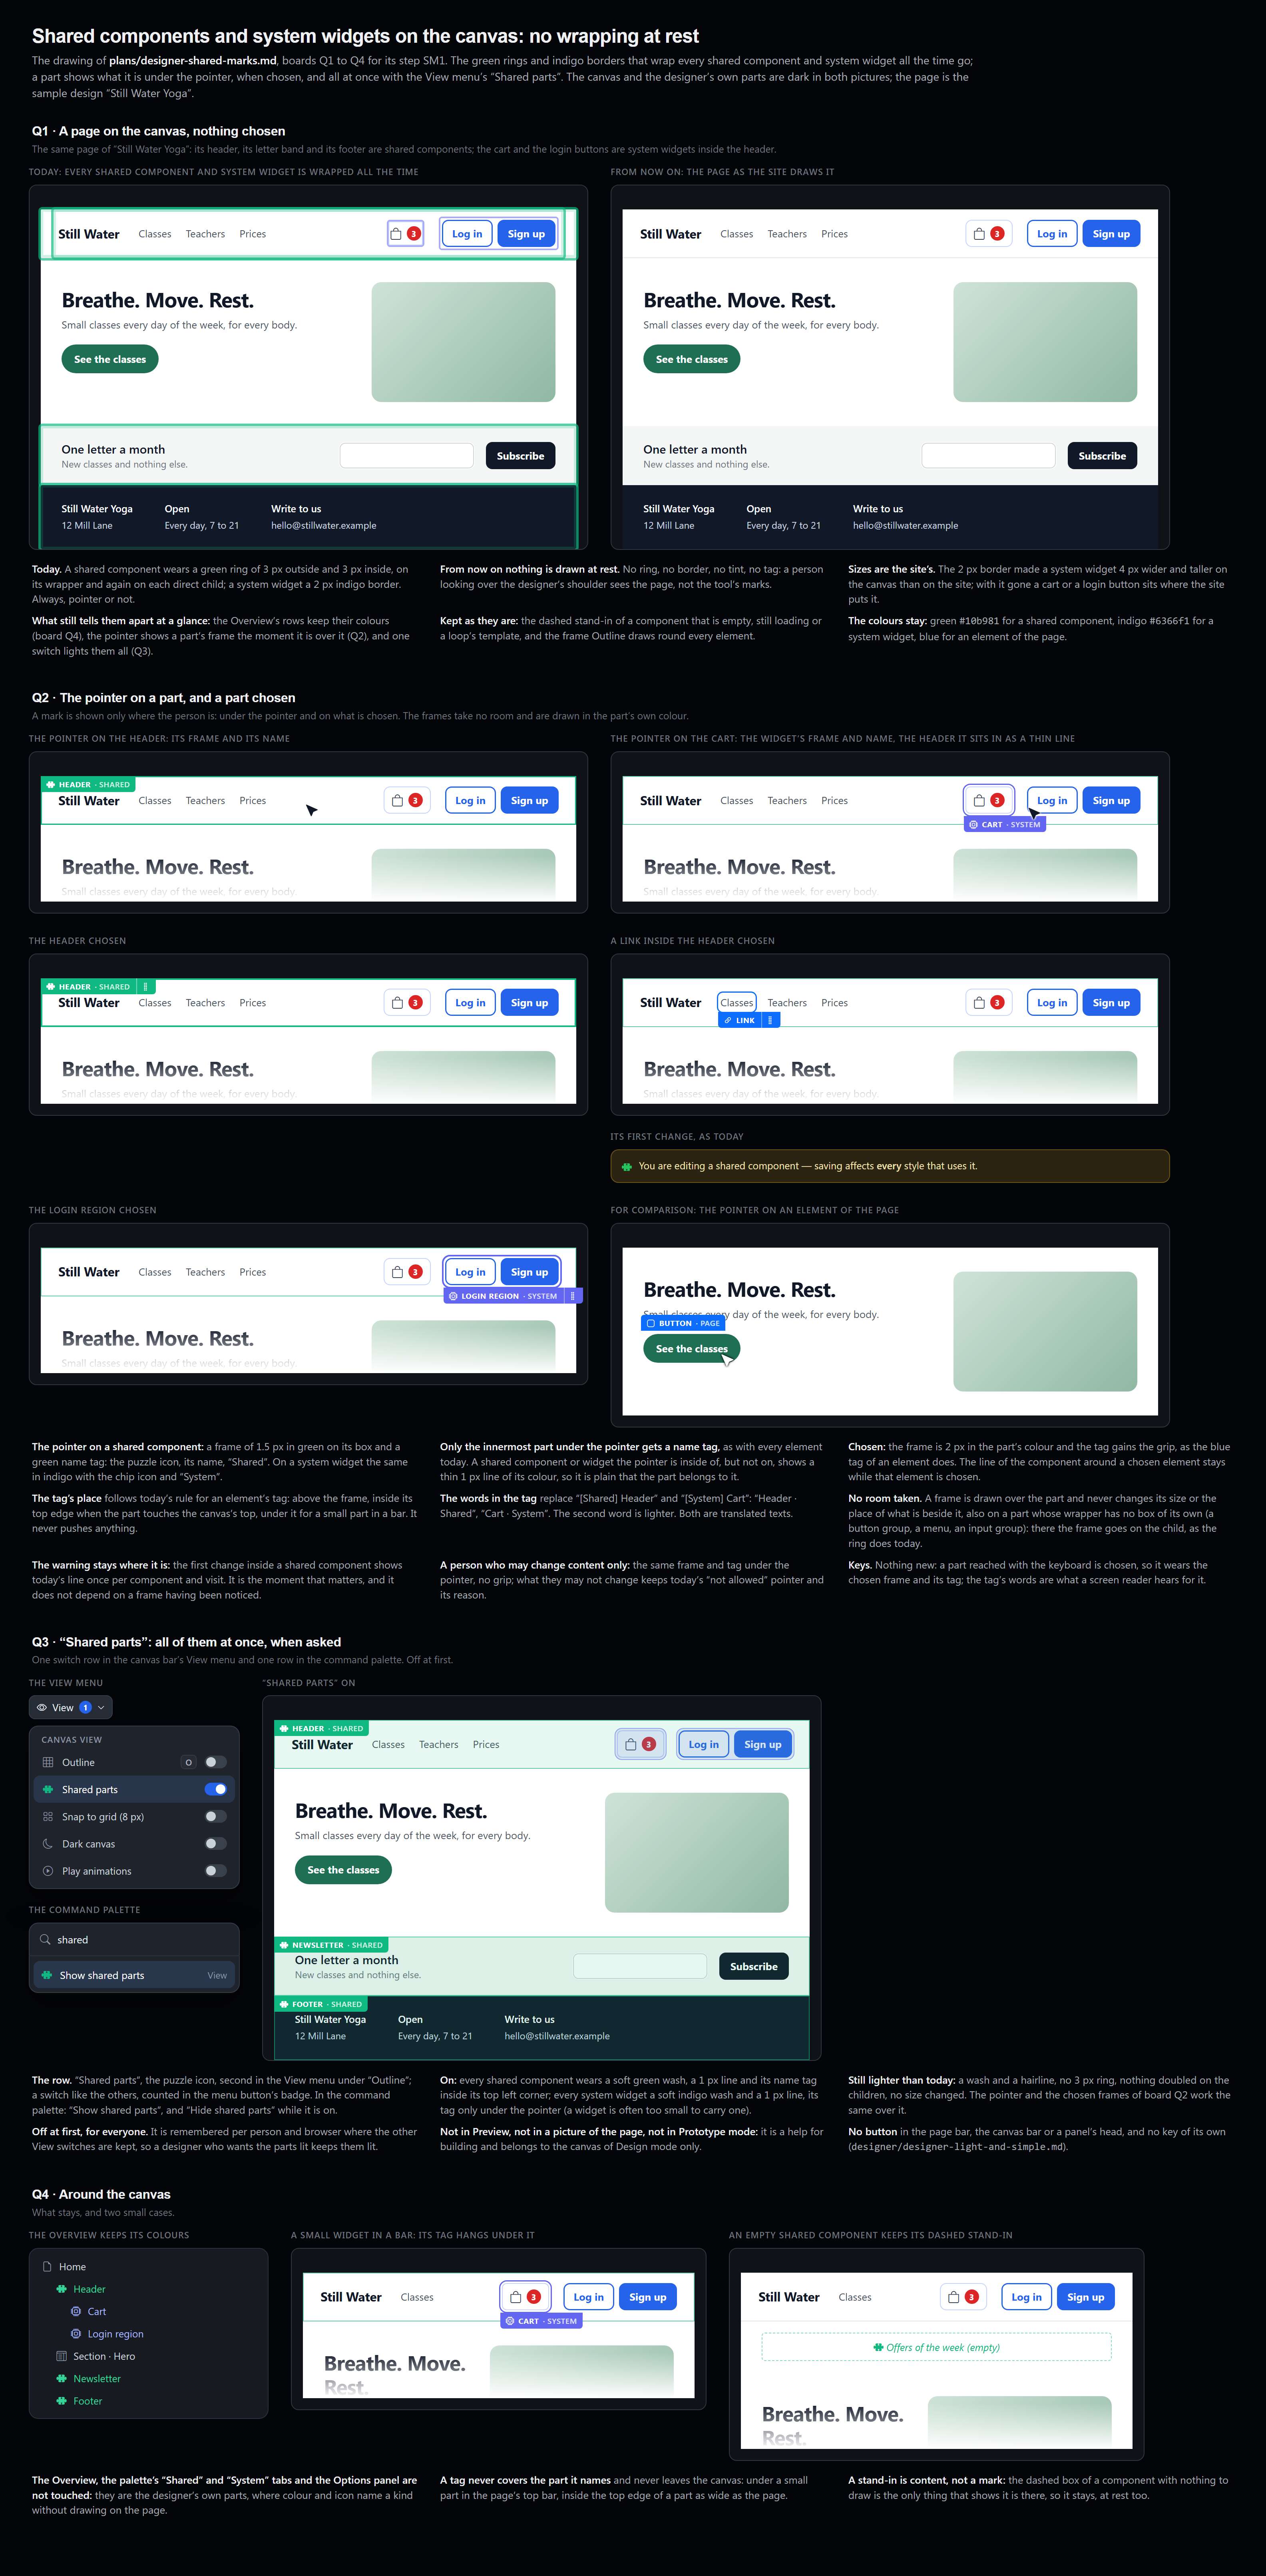 Shared components and system widgets on the canvas: no wrapping at rest
The drawing of plans/designer-shared-marks.md, boards Q1 to Q4 for its step SM1. The green rings and indigo borders that wrap every shared component and system widget all the time go;
a part shows what it is under the pointer, when chosen, and all at once with the View menu's “Shared parts”. The canvas and the designer's own parts are dark in both pictures; the page is the
sample design “Still Water Yoga”.
Q1 · A page on the canvas, nothing chosen
The same page of “Still Water Yoga”: its header, its letter band and its footer are shared components; the cart and the login buttons are system widgets inside the header.
TODAY: EVERY SHARED COMPONENT AND SYSTEM WIDGET IS WRAPPED ALL THE TIME
Still Water Classes Teachers Prices 3 Log in Sign up
Breathe. Move. Rest.
Small classes every day of the week, for every body.
See the classes
One letter a month
New classes and nothing else.
Subscribe
Still Water Yoga Open Write to us
12 Mill Lane Every day, 7 to 21 hello@stillwater.example
FROM NOW ON: THE PAGE AS THE SITE DRAWS IT
Still Water Classes Teachers Prices 3 Log in Sign up
Breathe. Move. Rest.
Small classes every day of the week, for every body.
See the classes
One letter a month
New classes and nothing else.
Subscribe
Still Water Yoga Open Write to us
12 Mill Lane Every day, 7 to 21 hello@stillwater.example
Today. A shared component wears a green ring of 3 px outside and 3 px inside, on
its wrapper and again on each direct child; a system widget a 2 px indigo border.
Always, pointer or not.
From now on nothing is drawn at rest. No ring, no border, no tint, no tag: a person
looking over the designer's shoulder sees the page, not the tool's marks.
Sizes are the site's. The 2 px border made a system widget 4 px wider and taller on
the canvas than on the site; with it gone a cart or a login button sits where the site
puts it.
What still tells them apart at a glance: the Overview's rows keep their colours
(board Q4), the pointer shows a part's frame the moment it is over it (Q2), and one
switch lights them all (Q3).
Kept as they are: the dashed stand-in of a component that is empty, still loading or
a loop's template, and the frame Outline draws round every element.
The colours stay: green #10b981 for a shared component, indigo #6366f1 for a
system widget, blue for an element of the page.
Q2 · The pointer on a part, and a part chosen
A mark is shown only where the person is: under the pointer and on what is chosen. The frames take no room and are drawn in the part's own colour.
THE POINTER ON THE HEADER: ITS FRAME AND ITS NAME
HEADER · SHARED
Still Water Classes Teachers Prices 3 Log in Sign up
Breathe. Move. Rest.
Small classes every day of the week, for every body.
THE POINTER ON THE CART: THE WIDGET'S FRAME AND NAME, THE HEADER IT SITS IN AS A THIN LINE
Still Water Classes Teachers Prices 3 Log in Sign up
CART · SYSTEM
Breathe. Move. Rest.
Small classes every day of the week, for every body.
THE HEADER CHOSEN
HEADER · SHARED
Still Water Classes Teachers Prices 3 Log in Sign up
Breathe. Move. Rest.
Small classes every day of the week, for every body.
A LINK INSIDE THE HEADER CHOSEN
Still Water Classes Teachers Prices 3 Log in Sign up
LINK
Breathe. Move. Rest.
Small classes every day of the week, for every body.
ITS FIRST CHANGE, AS TODAY
You are editing a shared component — saving affects every style that uses it.
THE LOGIN REGION CHOSEN
Still Water Classes Teachers Prices 3 Log in Sign up
LOGIN REGION · SYSTEM
Breathe. Move. Rest.
Small classes every day of the week, for every body.
FOR COMPARISON: THE POINTER ON AN ELEMENT OF THE PAGE
Breathe. Move. Rest.
Small classes every day of the week, for every body.
BUTTON · PAGE
See the classes
The pointer on a shared component: a frame of 1.5 px in green on its box and a
green name tag: the puzzle icon, its name, “Shared”. On a system widget the same
in indigo with the chip icon and “System”.
Only the innermost part under the pointer gets a name tag, as with every element
today. A shared component or widget the pointer is inside of, but not on, shows a
thin 1 px line of its colour, so it is plain that the part belongs to it.
Chosen: the frame is 2 px in the part's colour and the tag gains the grip, as the blue
tag of an element does. The line of the component around a chosen element stays
while that element is chosen.
The tag's place follows today's rule for an element's tag: above the frame, inside its
top edge when the part touches the canvas's top, under it for a small part in a bar. It
never pushes anything.
The words in the tag replace “[Shared] Header” and “[System] Cart”: “Header ·
Shared”, “Cart · System”. The second word is lighter. Both are translated texts.
No room taken. A frame is drawn over the part and never changes its size or the
place of what is beside it, also on a part whose wrapper has no box of its own (a
button group, a menu, an input group): there the frame goes on the child, as the
ring does today.
The warning stays where it is: the first change inside a shared component shows
today's line once per component and visit. It is the moment that matters, and it
does not depend on a frame having been noticed.
A person who may change content only: the same frame and tag under the
pointer, no grip; what they may not change keeps today's “not allowed” pointer and
its reason.
Keys. Nothing new: a part reached with the keyboard is chosen, so it wears the
chosen frame and its tag; the tag's words are what a screen reader hears for it.
Q3 · “Shared parts”: all of them at once, when asked
One switch row in the canvas bar's View menu and one row in the command palette. Off at first.
THE VIEW MENU
View 1
CANVAS VIEW
Outline O
Shared parts
Snap to grid (8 px)
Dark canvas
Play animations
THE COMMAND PALETTE
shared
Show shared parts View
“SHARED PARTS” ON
HEADER · SHARED
Still Water Classes Teachers Prices 3 Log in Sign up
Breathe. Move. Rest.
Small classes every day of the week, for every body.
See the classes
NEWSLETTER · SHARED
One letter a month
New classes and nothing else.
Subscribe
FOOTER · SHARED
Still Water Yoga Open Write to us
12 Mill Lane Every day, 7 to 21 hello@stillwater.example
The row. “Shared parts”, the puzzle icon, second in the View menu under “Outline”;
a switch like the others, counted in the menu button's badge. In the command
palette: “Show shared parts”, and “Hide shared parts” while it is on.
On: every shared component wears a soft green wash, a 1 px line and its name tag
inside its top left corner; every system widget a soft indigo wash and a 1 px line, its
tag only under the pointer (a widget is often too small to carry one).
Still lighter than today: a wash and a hairline, no 3 px ring, nothing doubled on the
children, no size changed. The pointer and the chosen frames of board Q2 work the
same over it.
Off at first, for everyone. It is remembered per person and browser where the other
View switches are kept, so a designer who wants the parts lit keeps them lit.
Not in Preview, not in a picture of the page, not in Prototype mode: it is a help for
building and belongs to the canvas of Design mode only.
No button in the page bar, the canvas bar or a panel's head, and no key of its own
(designer/designer-light-and-simple.md).
Q4 · Around the canvas
What stays, and two small cases.
THE OVERVIEW KEEPS ITS COLOURS
Home
Header
Cart
Login region
Section · Hero
Newsletter
Footer
A SMALL WIDGET IN A BAR: ITS TAG HANGS UNDER IT
Still Water Classes 3 Log in Sign up
CART · SYSTEM
Breathe. Move.
Rest.
AN EMPTY SHARED COMPONENT KEEPS ITS DASHED STAND-IN
Still Water Classes 3 Log in Sign up
Offers of the week (empty)
Breathe. Move.
Rest.
The Overview, the palette's “Shared” and “System” tabs and the Options panel are
not touched: they are the designer's own parts, where colour and icon name a kind
without drawing on the page.
A tag never covers the part it names and never leaves the canvas: under a small
part in the page's top bar, inside the top edge of a part as wide as the page.
A stand-in is content, not a mark: the dashed box of a component with nothing to
draw is the only thing that shows it is there, so it stays, at rest too.